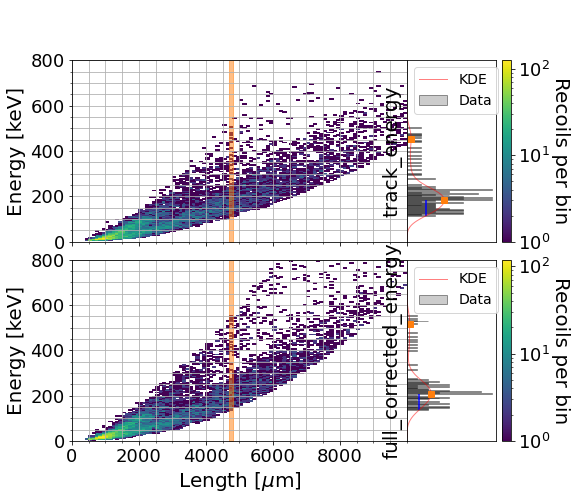 800
600
400
200
0
Energy [keV]
track_energy
KDE
Data
10²
10¹
10⁰
Recoils per bin
800
600
400
200
0
Energy [keV]
full_corrected_energy
KDE
Data
10²
10¹
10⁰
Recoils per bin
0 2000 4000 6000 8000 0
Length [μm]